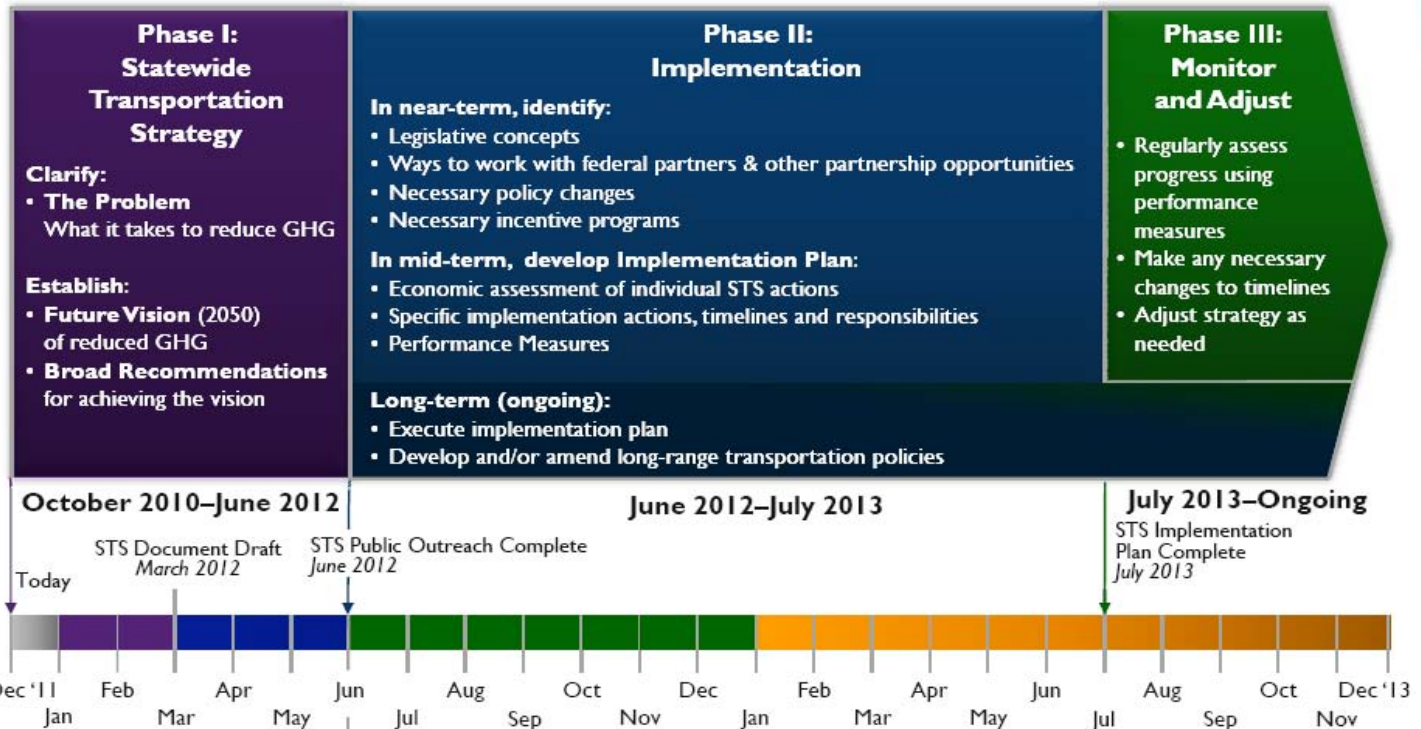 Phase I:
Statewide
Transportation
Strategy
Clarify:
• The Problem
What it takes to reduce GHG
Establish:
• Future Vision (2050)
of reduced GHG
• Broad Recommendations
for achieving the vision
Phase II:
Implementation
In near-term, identify:
• Legislative concepts
• Ways to work with federal partners & other partnership opportunities
• Necessary policy changes
• Necessary incentive programs
In mid-term, develop Implementation Plan:
• Economic assessment of individual STS actions
• Specific implementation actions, timelines and responsibilities
• Performance Measures
Long-term (ongoing):
• Execute implementation plan
• Develop and/or amend long-range transportation policies
Phase III:
Monitor
and Adjust
• Regularly assess
progress using
performance
measures
• Make any necessary
changes to timelines
• Adjust strategy as
needed
October 2010–June 2012
June 2012–July 2013
July 2013–Ongoing
Today
STS Document Draft
March 2012
STS Public Outreach Complete
June 2012
STS Implementation
Plan Complete
July 2013
Dec '11
Jan
Feb
Mar
Apr
May
Jun
Jul
Aug
Sep
Oct
Nov
Dec
Jan
Feb
Mar
Apr
May
Jun
Jul
Aug
Sep
Oct
Nov
Dec '13